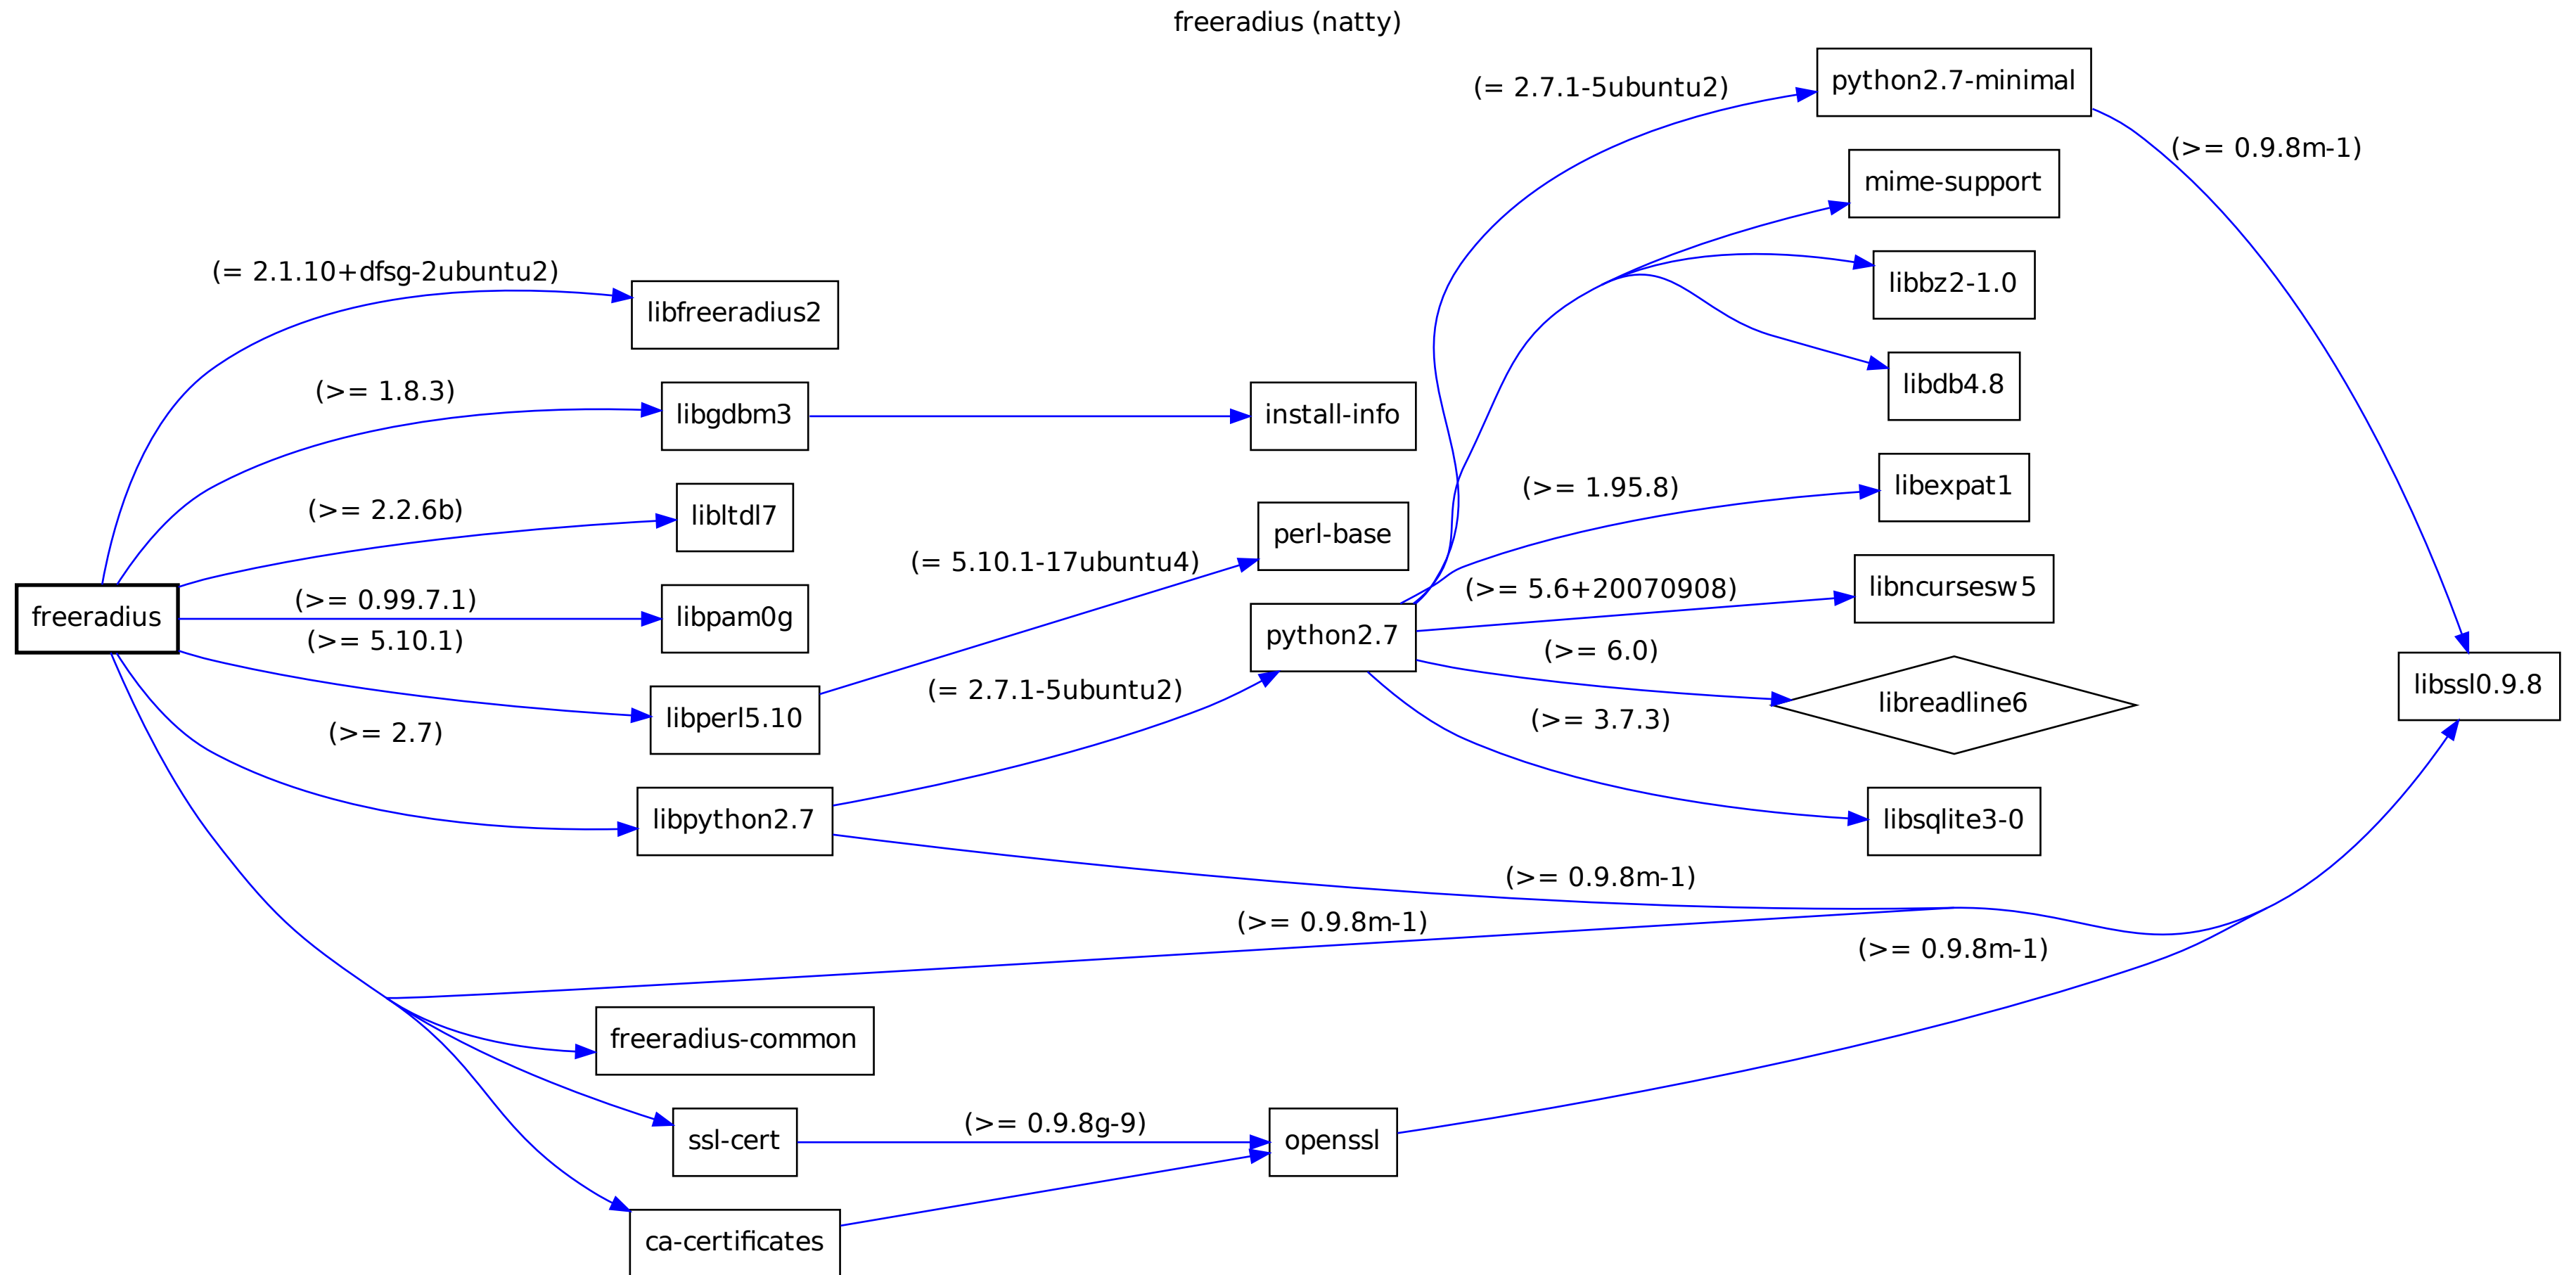 freeradius (natty)
(= 2.7.1-5ubuntu2)
python2.7-minimal
(>= 0.9.8m-1)
mime-support
(= 2.1.10+dfsg-2ubuntu2)
libfreeradius2
libbz2-1.0
libdb4.8
(>= 1.8.3)
libgdbm3
install-info
(>= 2.2.6b)
libltdl7
(>= 1.95.8)
libexpat1
perl-base
(= 5.10.1-17ubuntu4)
freeradius
(>= 0.99.7.1)
libpam0g
(>= 5.6+20070908)
libncursesw5
python2.7
(>= 5.10.1)
(>= 6.0)
libreadline6
libssl0.9.8
libperl5.10
(= 2.7.1-5ubuntu2)
(>= 3.7.3)
(>= 2.7)
libpython2.7
libsqlite3-0
(>= 0.9.8m-1)
(>= 0.9.8m-1)
(>= 0.9.8m-1)
freeradius-common
ssl-cert
(>= 0.9.8g-9)
openssl
ca-certificates